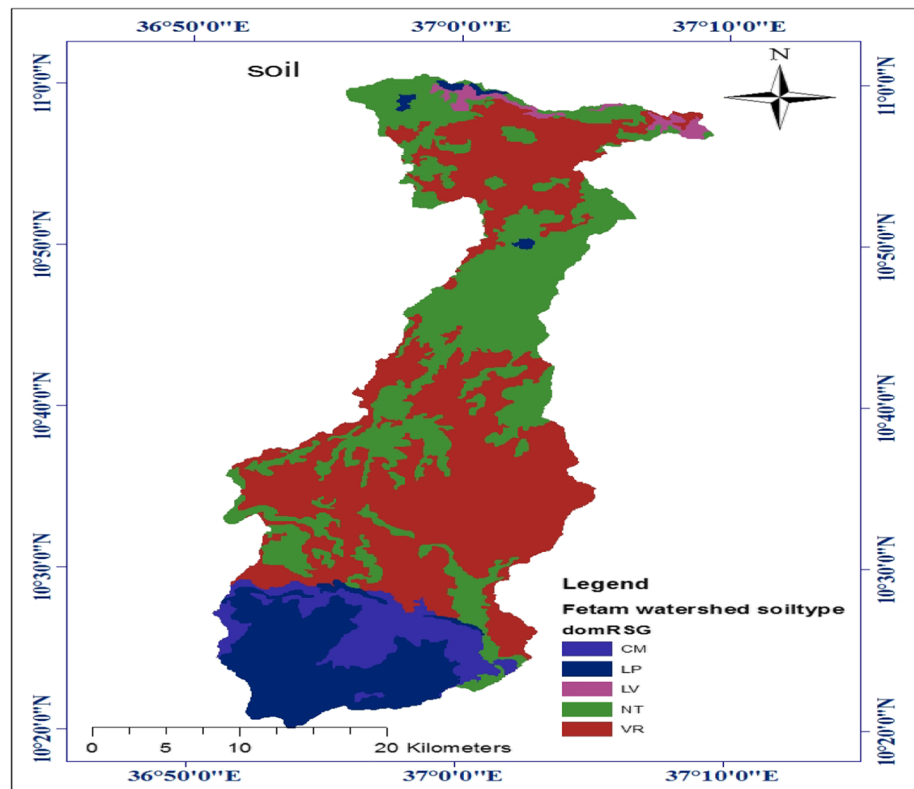 36°50'0"E 37°0'0"E 37°10'0"E
soil
N
11°0'0"N 11°0'0"N
10°50'0"N 10°50'0"N
10°40'0"N 10°40'0"N
10°30'0"N 10°30'0"N
Legend
Fetam watershed soiltype
domRSG
CM
LP
LV
NT
VR
10°20'0"N 10°20'0"N
0 5 10 20 Kilometers
36°50'0"E 37°0'0"E 37°10'0"E